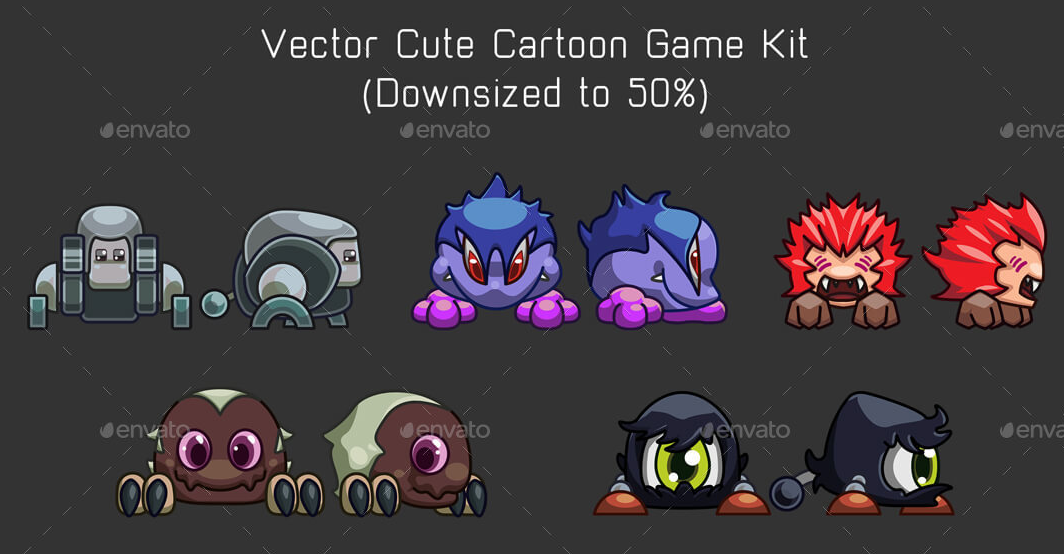 Vector Cute Cartoon Game Kit
(Downsized to 50%)
envato envato envato envato
envato envato envato envato